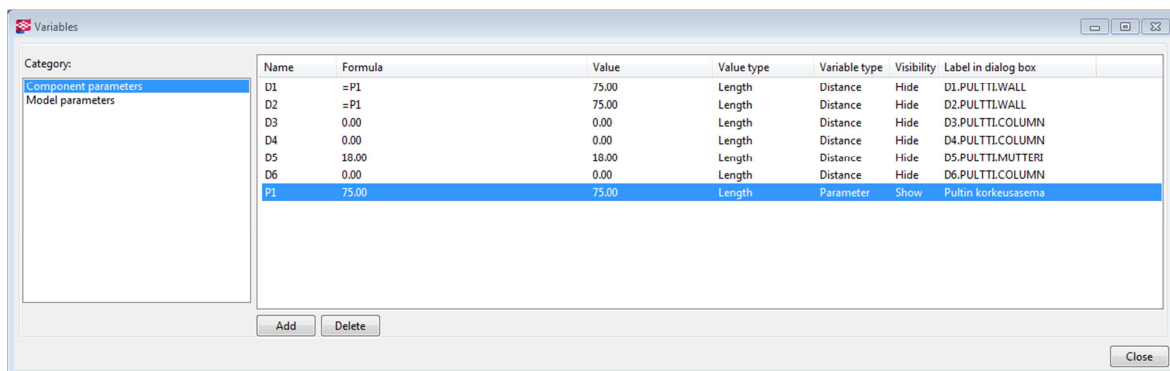 Variables
Category:
Component parameters
Model parameters
Name Formula Value Value type Variable type Visibility Label in dialog box
D1 =P1 75.00 Length Distance Hide D1.PULTTI.WALL
D2 =P1 75.00 Length Distance Hide D2.PULTTI.WALL
D3 0.00 0.00 Length Distance Hide D3.PULTTI.COLUMN
D4 0.00 0.00 Length Distance Hide D4.PULTTI.COLUMN
D5 18.00 18.00 Length Distance Hide D5.PULTTI.MUTTERI
D6 0.00 0.00 Length Distance Hide D6.PULTTI.COLUMN
P1 75.00 75.00 Length Parameter Show Pultin korkeusasema
Add Delete
Close